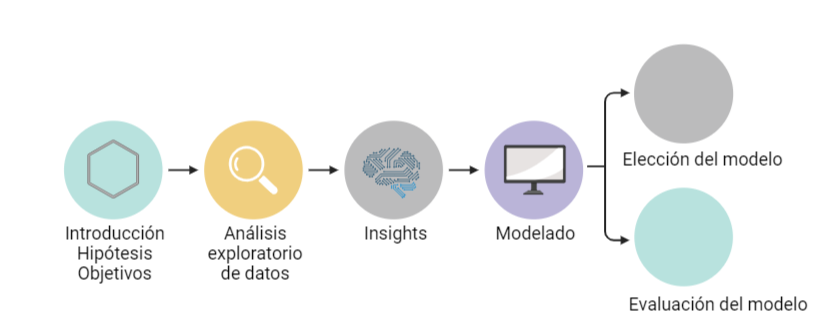 Introducción
Hipótesis
Objetivos
Análisis
exploratorio
de datos
Insights
Modelado
Elección del modelo
Evaluación del modelo